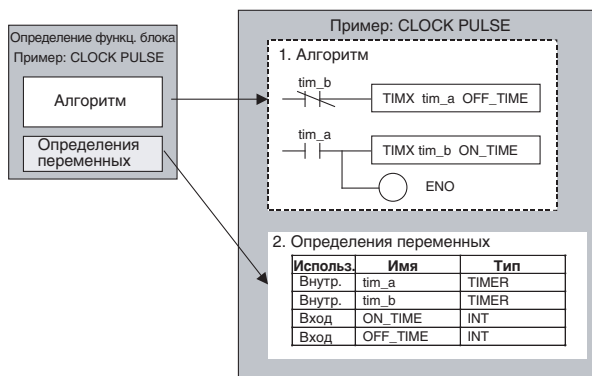 Определение функц. блока
Пример: CLOCK PULSE
Алгоритм
Определения
переменных
Пример: CLOCK PULSE
1. Алгоритм
tim_b
TIMX tim_a OFF_TIME
tim_a
TIMX tim_b ON_TIME
ENO
2. Определения переменных
Использ. Имя Тип
Внутр. tim_a TIMER
Внутр. tim_b TIMER
Вход ON_TIME INT
Вход OFF_TIME INT